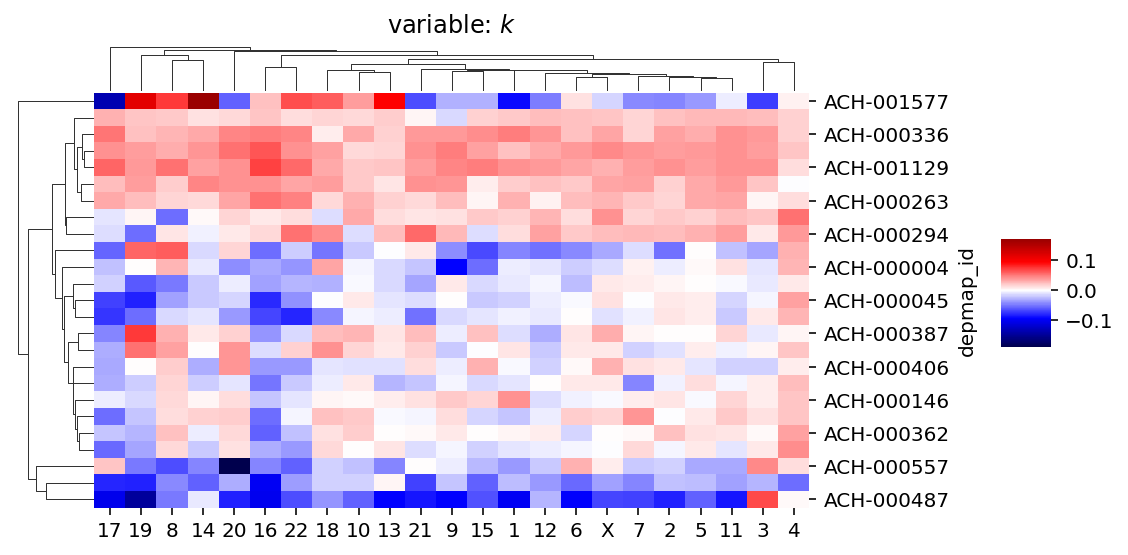 variable: k
ACH-001577
ACH-000336
ACH-001129
ACH-000263
ACH-000294
ACH-000004
ACH-000045
ACH-000387
ACH-000406
ACH-000146
ACH-000362
ACH-000557
ACH-000487
depmap_id
0.1
0.0
−0.1
17 19 8 14 20 16 22 18 10 13 21 9 15 1 12 6 X 7 2 5 11 3 4